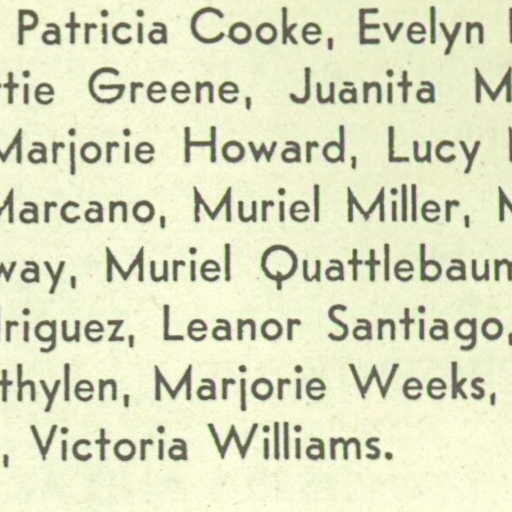 Patricia Cooke, Evelyn
tie Greene, Juanita M
Marjorie Howard, Lucy
Marcano, Muriel Miller,
way, Muriel Quattlebaum
riguez, Leanor Santiago,
thylen, Marjorie Weeks,
, Victoria Williams.